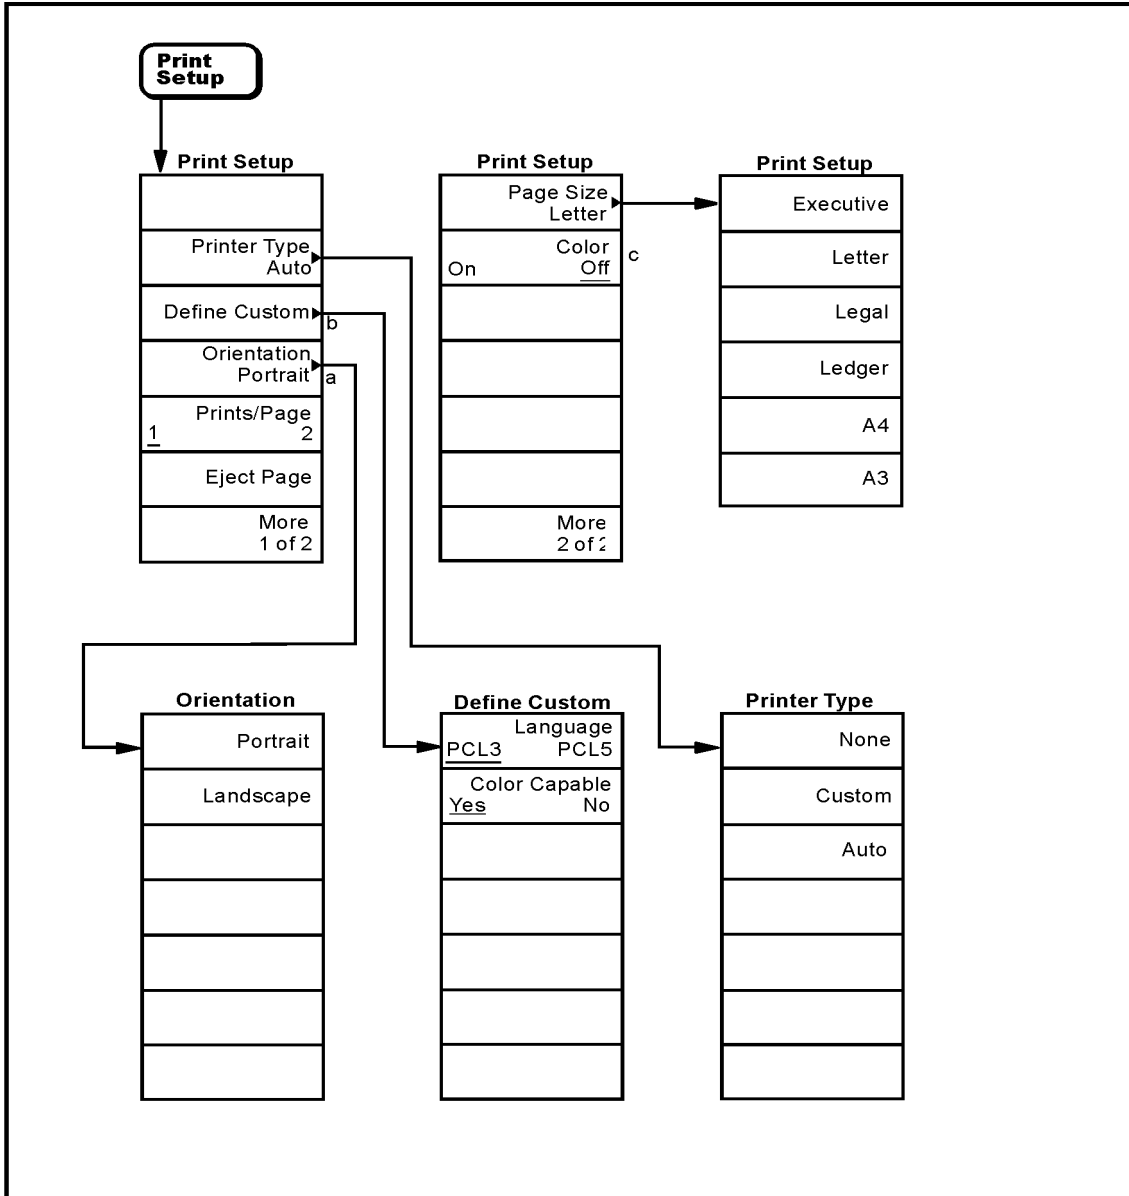 Print
Setup
Print Setup
Printer Type
Auto
Define Custom
b
Orientation
Portrait
a
Prints/Page
1 2
Eject Page
More
1 of 2
Print Setup
Page Size
Letter
Color
On Off
c
More
2 of 2
Print Setup
Executive
Letter
Legal
Ledger
A4
A3
Orientation
Portrait
Landscape
Define Custom
Language
PCL3 PCL5
Color Capable
Yes No
Printer Type
None
Custom
Auto